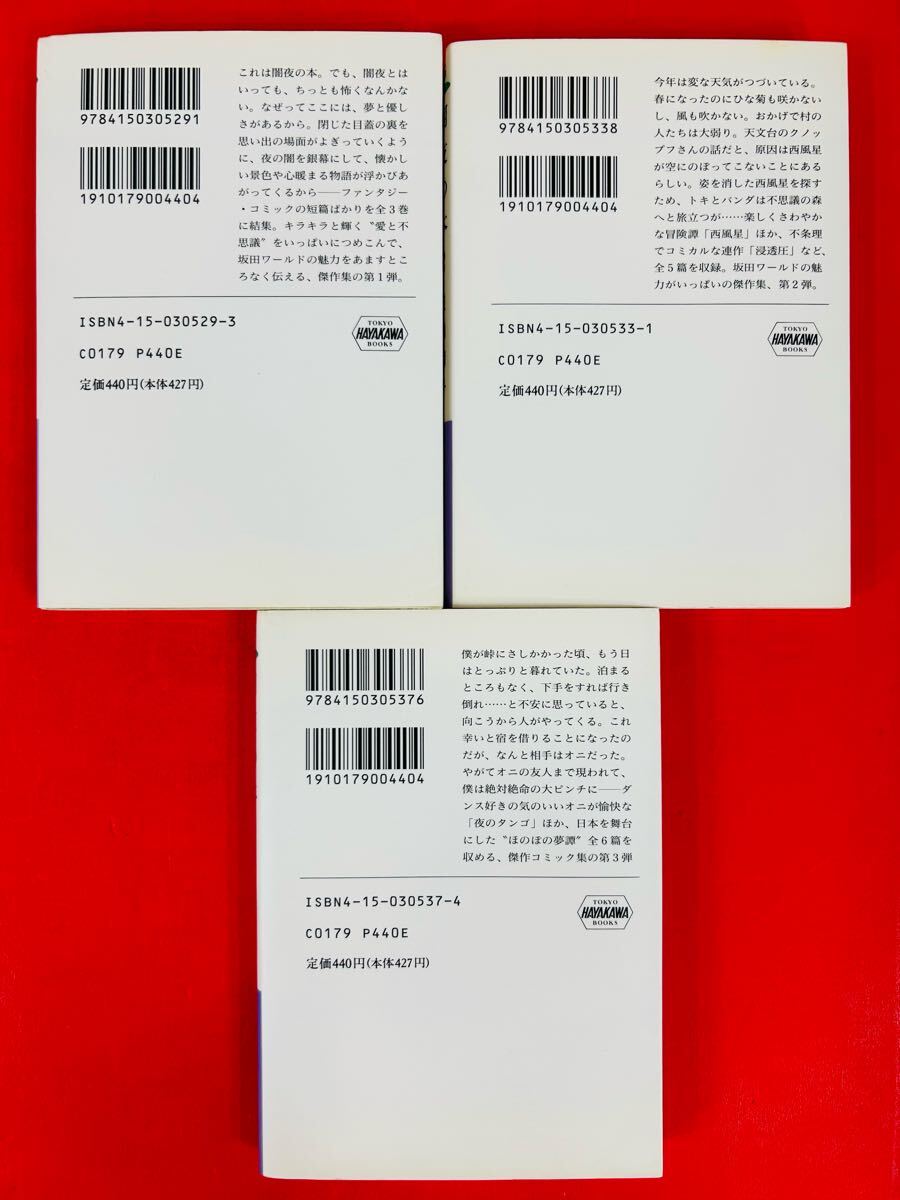 9784150305291
1910179004404
これは闇夜の本。でも、闇夜とは
いっても、ちっとも怖くなんかか
ない。なぜってここには、夢と優し
さがあるから。閉じた目蓋の裏を
思い出の場面がよぎっていくよう
に、夜の闇を銀幕にして、懐かし
い景色や心暖まる物語が浮かびあ
がってくるから――ファンタジー
・コミックの短篇ばかりを全3巻
に結集。キラキラと輝く〝愛と不
思議〟をいっぱいにつめこんで、
坂田ワールドの魅力をあますとこ
ろなく伝える、傑作集の第1弾。
ISBN4-15-030529-3
C0179 P440E
定価440円(本体427円)
TOKYO
HAYAKAWA
BOOKS
9784150305338
1910179004404
今年は変な天気がつづいている。
春になったのにひな菊も咲かない
し、風も吹かない。おかげで村の
人たちは大弱り。天文台のクノッ
プフさんの話だと、原因は西風星
が空にのぼってこないことにある
らしい。姿を消した西風星を探す
ため、トキとバンダは不思議の森
へと旅立つが……楽しくさわやか
な冒険譚「西風星」ほか、不条理
でコミカルな連作「浸透圧」など、
全5篇を収録。坂田ワールドの魅
力がいっぱいの傑作集、第2弾。
ISBN4-15-030533-1
C0179 P440E
定価440円(本体427円)
TOKYO
HAYAKAWA
BOOKS
9784150305376
1910179004404
僕が峠にさしかかった頃、もう日
はとっぷりと暮れていた。泊まる
ところもなく、下手をすれば行き
倒れ……と不安に思っていると、
向こうから人がやってくる。これ
幸いと宿を借りることになったの
だが、なんと相手はオニだった。
やがてオニの友人まで現われて、
僕は絶対絶命の大ピンチに――ダ
ンス好きの気のいいオニが愉快な
「夜のタンゴ」ほか、日本を舞台
にした〝ほのぼの夢譚〟全6篇を
収める、傑作コミック集の第3弾
ISBN4-15-030537-4
C0179 P440E
定価440円(本体427円)
TOKYO
HAYAKAWA
BOOKS